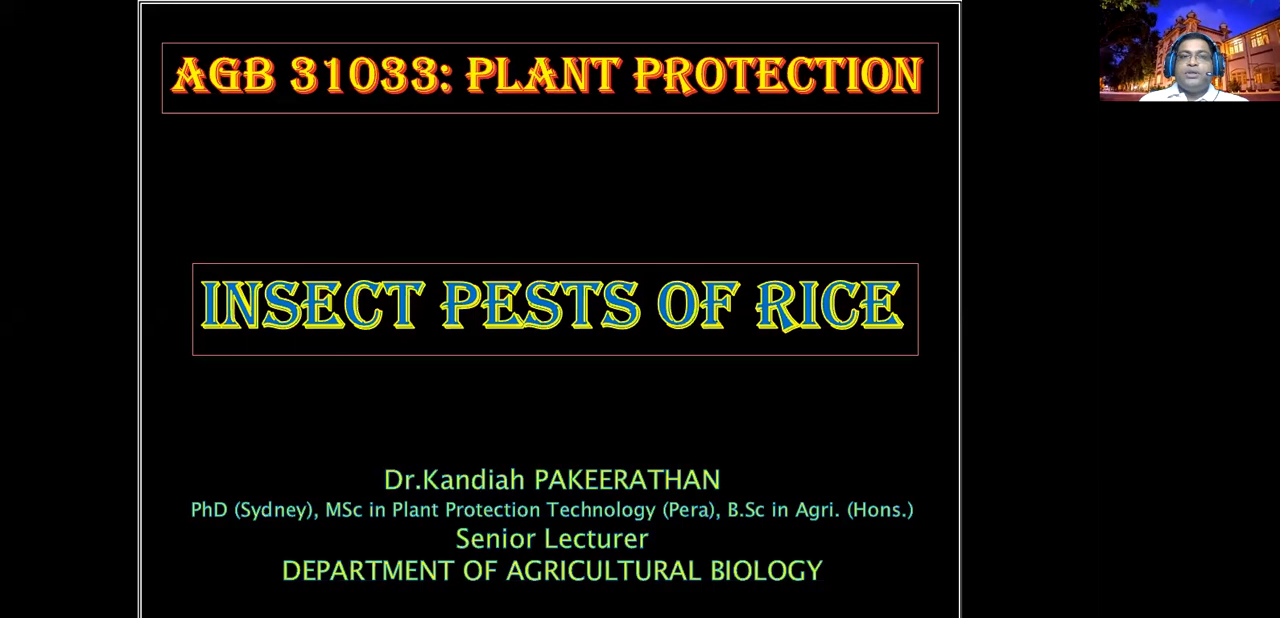 AGB 31033: PLANT PROTECTION
INSECT PESTS OF RICE
Dr.Kandiah PAKEERATHAN
PhD (Sydney), MSc in Plant Protection Technology (Pera), B.Sc in Agri. (Hons.)
Senior Lecturer
DEPARTMENT OF AGRICULTURAL BIOLOGY